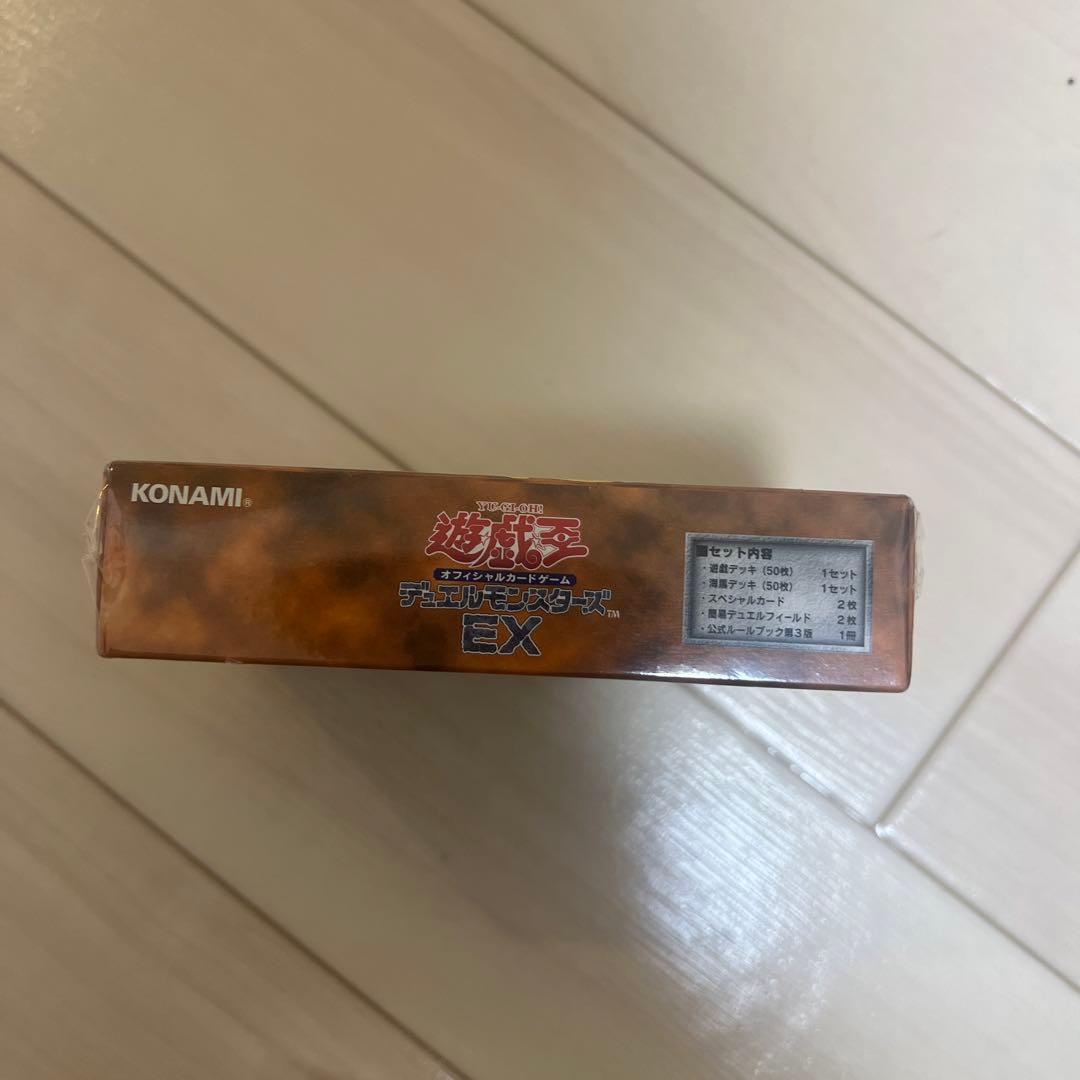 KONAMI®
YU-GI-OH!
遊戯王
オフィシャルカードゲーム
デュエルモンスターズ™
EX
■セット内容
・遊戯デッキ（50枚） 1セット
・海馬デッキ（50枚） 1セット
・スペシャルカード 2枚
・簡易デュエルフィールド 2枚
・公式ルールブック第3版 1冊